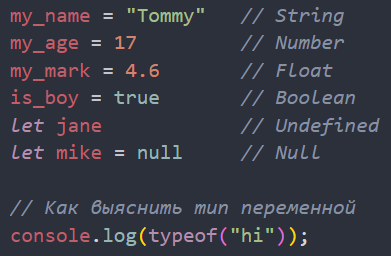 my_name = "Tommy" // String
my_age = 17 // Number
my_mark = 4.6 // Float
is_boy = true // Boolean
let jane // Undefined
let mike = null // Null
// Как выяснить тип переменной
console.log(typeof("hi"));